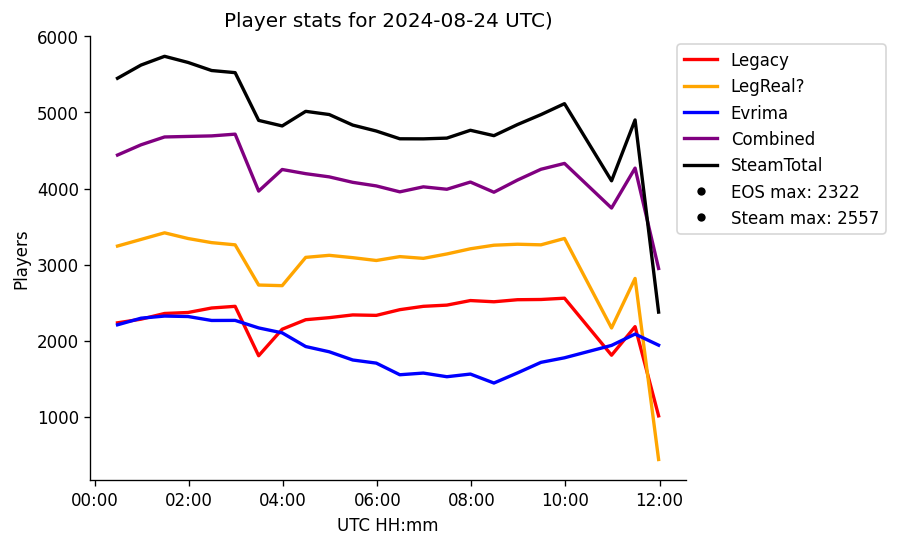 Player stats for 2024-08-24 UTC)
6000
5000
4000
3000
2000
1000
Players
00:00 02:00 04:00 06:00 08:00 10:00 12:00
UTC HH:mm
Legacy
LegReal?
Evrima
Combined
SteamTotal
EOS max: 2322
Steam max: 2557